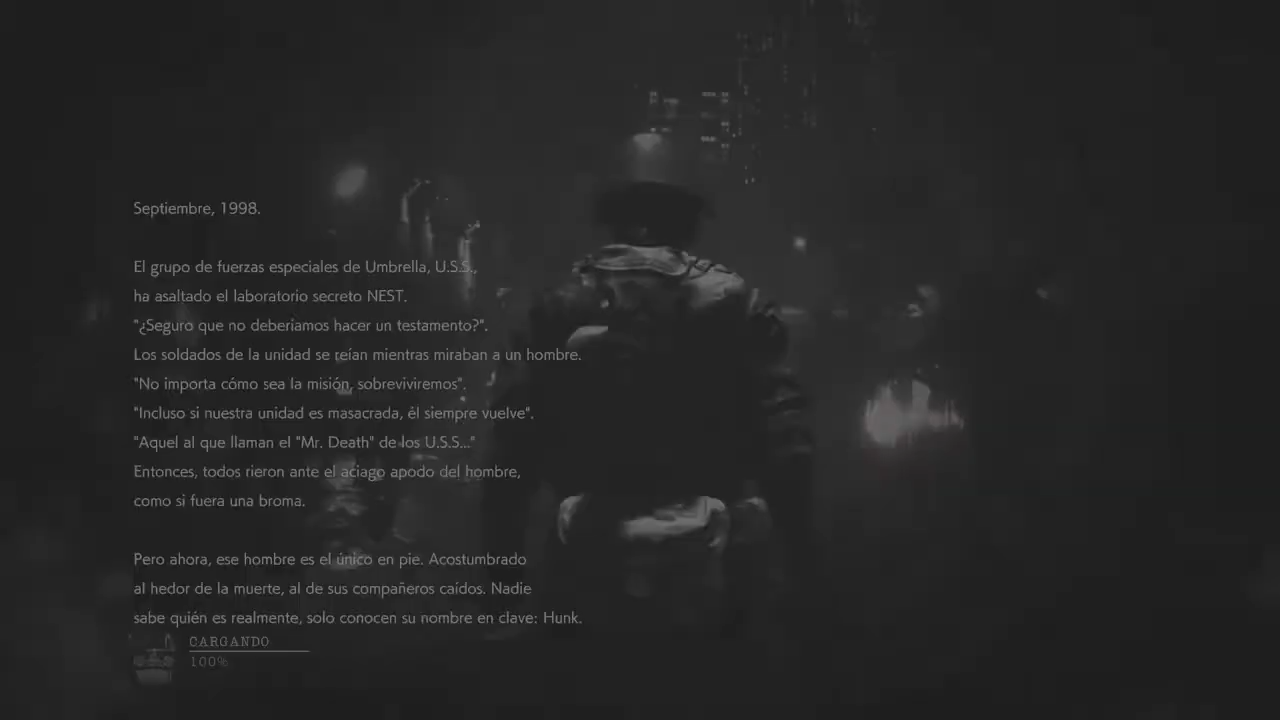 Septiembre, 1998.
El grupo de fuerzas especiales de Umbrella, U.S.S.,
ha asaltado el laboratorio secreto NEST.
"¿Seguro que no deberiamos hacer un testamento?".
Los soldados de la unidad se reían mientras miraban a un hombre.
"No importa cómo sea la misión, sobreviviremos".
"Incluso si nuestra unidad es masacrada, él siempre vuelve".
"Aquel al que llaman el "Mr. Death" de los U.S.S..."
Entonces, todos rieron ante el aciago apodo del hombre,
como si fuera una broma.
Pero ahora, ese hombre es el único en pie. Acostumbrado
al hedor de la muerte, al de sus compañeros caídos. Nadie
sabe quién es realmente, solo conocen su nombre en clave: Hunk.
CARGANDO
100%